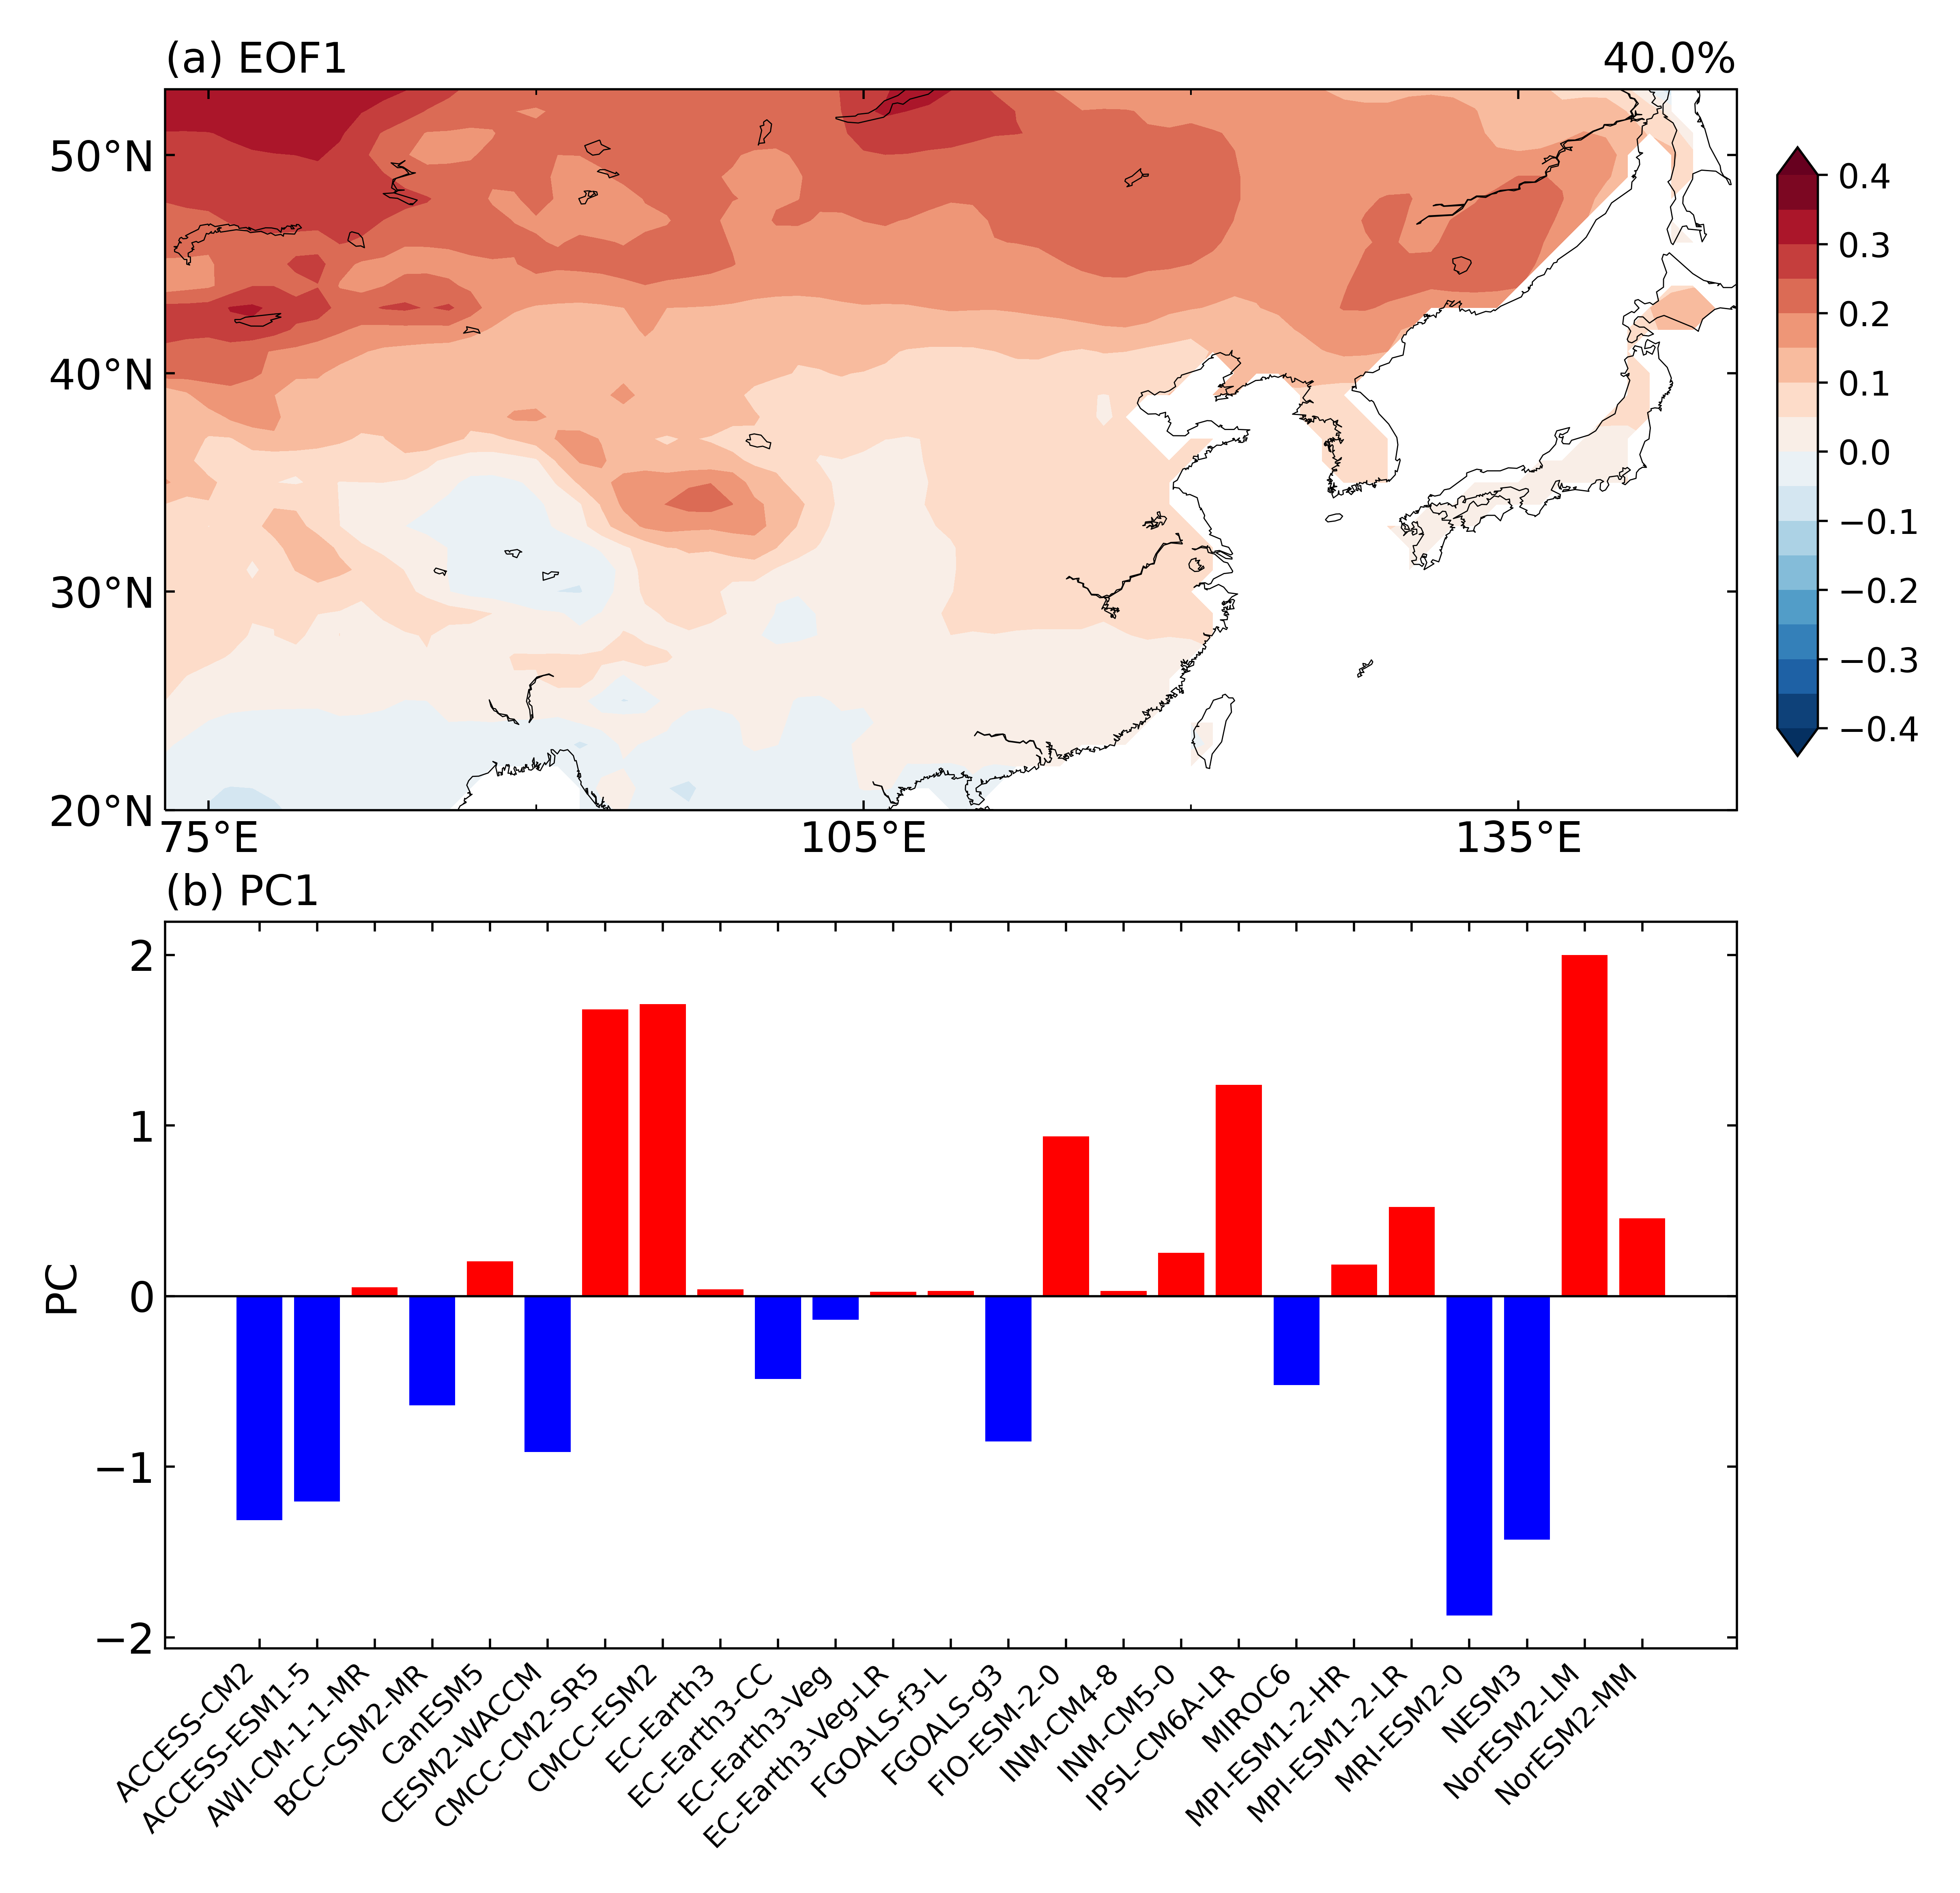 (a) EOF1 40.0%
50°N
40°N
30°N
20°N
75°E 105°E 135°E
0.4
0.3
0.2
0.1
0.0
−0.1
−0.2
−0.3
−0.4
(b) PC1
PC
2
1
0
−1
−2
ACCESS-CM2
ACCESS-ESM1-5
AWI-CM-1-1-MR
BCC-CSM2-MR
CanESM5
CESM2-WACCM
CMCC-CM2-SR5
CMCC-ESM2
EC-Earth3
EC-Earth3-CC
EC-Earth3-Veg
EC-Earth3-Veg-LR
FGOALS-f3-L
FGOALS-g3
FIO-ESM-2-0
INM-CM4-8
INM-CM5-0
IPSL-CM6A-LR
MIROC6
MPI-ESM1-2-HR
MPI-ESM1-2-LR
MRI-ESM2-0
NESM3
NorESM2-LM
NorESM2-MM